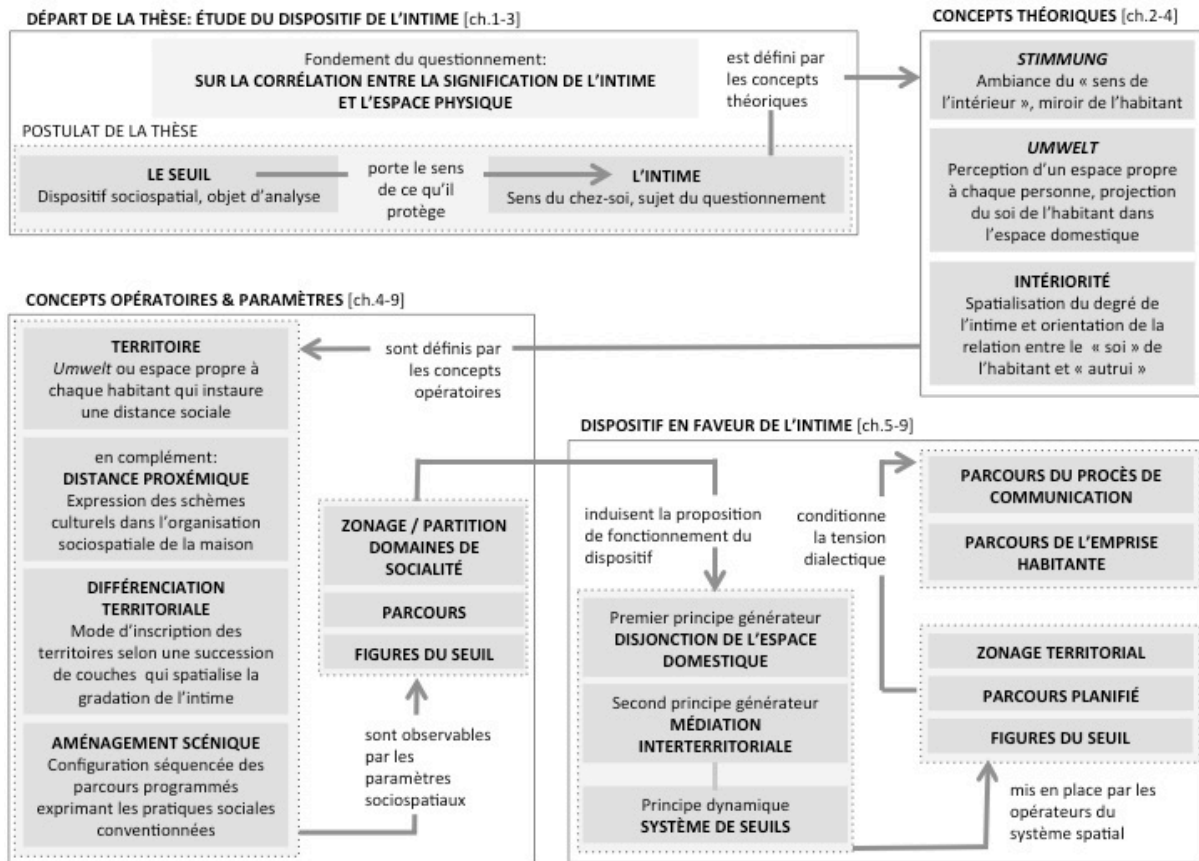 DÉPART DE LA THÈSE: ÉTUDE DU DISPOSITIF DE L'INTIME [ch.1-3]
Fondement du questionnement:
SUR LA CORRÉLATION ENTRE LA SIGNIFICATION DE L'INTIME
ET L'ESPACE PHYSIQUE
POSTULAT DE LA THÈSE
LE SEUIL
Dispositif sociospatial, objet d'analyse
porte le sens
de ce qu'il
protège
L'INTIME
Sens du chez-soi, sujet du questionnement
est défini par
les concepts
théoriques
CONCEPTS THÉORIQUES [ch.2-4]
STIMMUNG
Ambiance du « sens de
l'intérieur », miroir de l'habitant
UMWELT
Perception d'un espace propre
à chaque personne, projection
du soi de l'habitant dans
l'espace domestique
INTÉRIORITÉ
Spatialisation du degré de
l'intime et orientation de la
relation entre le « soi » de
l'habitant et « autrui »
CONCEPTS OPÉRATOIRES & PARAMÈTRES [ch.4-9]
sont définis par
les concepts
opératoires
TERRITOIRE
Umwelt ou espace propre à
chaque habitant qui instaure
une distance sociale
en complément:
DISTANCE PROXÉMIQUE
Expression des schèmes
culturels dans l'organisation
sociospatiale de la maison
DIFFÉRENCIATION
TERRITORIALE
Mode d'inscription des
territoires selon une succession
de couches qui spatialise la
gradation de l'intime
AMÉNAGEMENT SCÉNIQUE
Configuration séquencée des
parcours programmés
exprimant les pratiques sociales
conventionnées
sont observables
par les
paramètres
sociospatiaux
ZONAGE / PARTITION
DOMAINES DE
SOCIALITÉ
PARCOURS
FIGURES DU SEUIL
DISPOSITIF EN FAVEUR DE L'INTIME [ch.5-9]
induisent la proposition
de fonctionnement du
dispositif
Premier principe générateur
DISJONCTION DE L'ESPACE
DOMESTIQUE
Second principe générateur
MÉDIATION
INTERTERRITORIALE
Principe dynamique
SYSTÈME DE SEUILS
mis en place par les
opérateurs du
système spatial
ZONAGE TERRITORIAL
PARCOURS PLANIFIÉ
FIGURES DU SEUIL
conditionne
la tension
dialectique
PARCOURS DU PROCÈS DE
COMMUNICATION
PARCOURS DE L'EMPRISE
HABITANTE